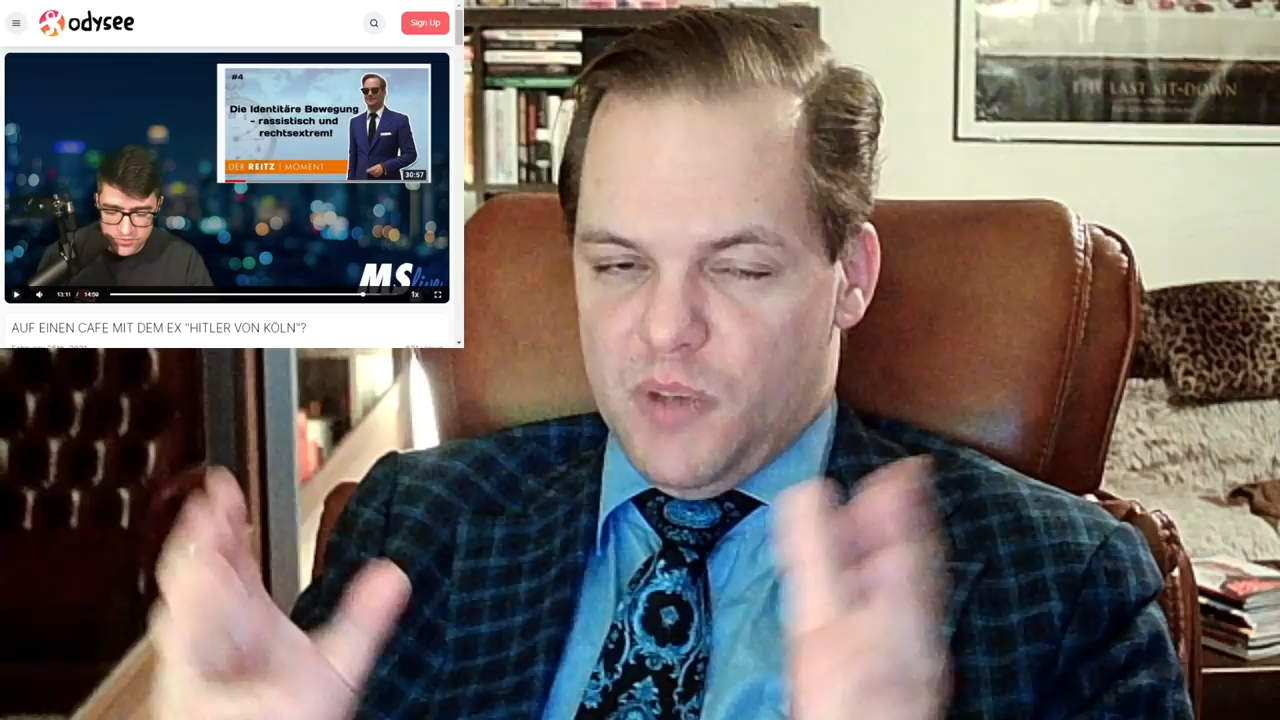 odysee
Sign Up
#4
Die Identitäre Bewegung
- rassistisch und
rechtsextrem!
DER REITZ | MOMENT
30:57
MS live
13:11 / 14:59
1x
AUF EINEN CAFE MIT DEM EX "HITLER VON KÖLN"?
THE LAST SIT-DOWN